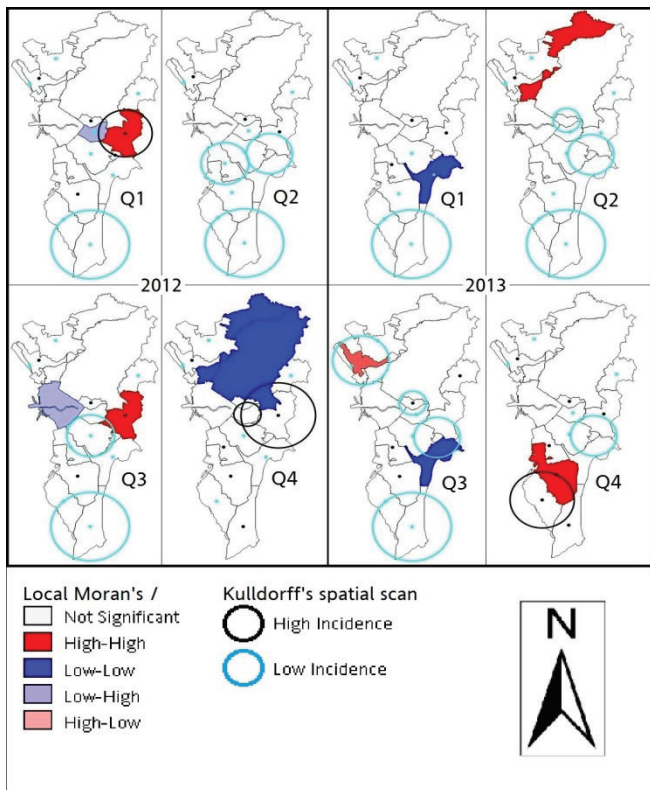 Q1
Q2
Q1
Q2
2012
2013
Q3
Q4
Q3
Q4
Local Moran's I
Not Significant
High-High
Low-Low
Low-High
High-Low
Kulldorff's spatial scan
High Incidence
Low Incidence
N